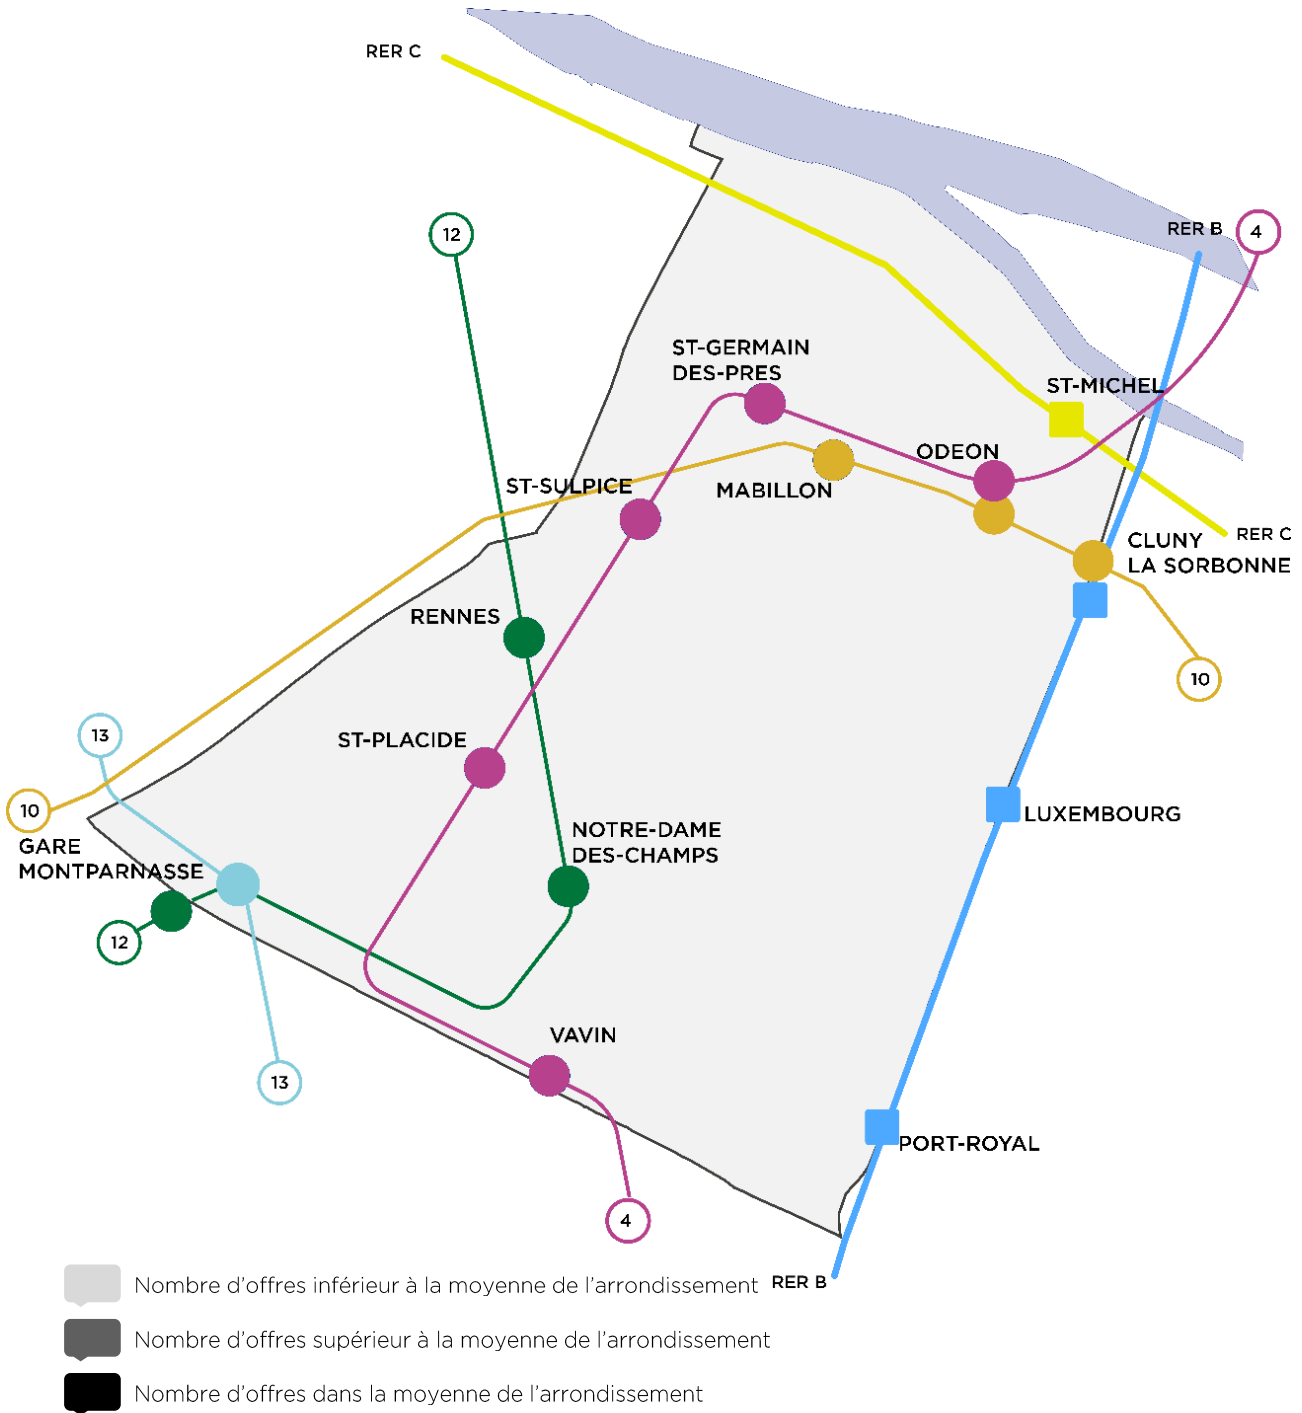 RER C
12
RER B
4
ST-GERMAIN
DES-PRES
ST-MICHEL
ODEON
MABILLON
ST-SULPICE
RER C
CLUNY
LA SORBONNE
RENNES
10
13
ST-PLACIDE
10
GARE
MONTPARNASSE
LUXEMBOURG
NOTRE-DAME
DES-CHAMPS
12
VAVIN
13
PORT-ROYAL
4
RER B
Nombre d'offres inférieur à la moyenne de l'arrondissement
Nombre d'offres supérieur à la moyenne de l'arrondissement
Nombre d'offres dans la moyenne de l'arrondissement